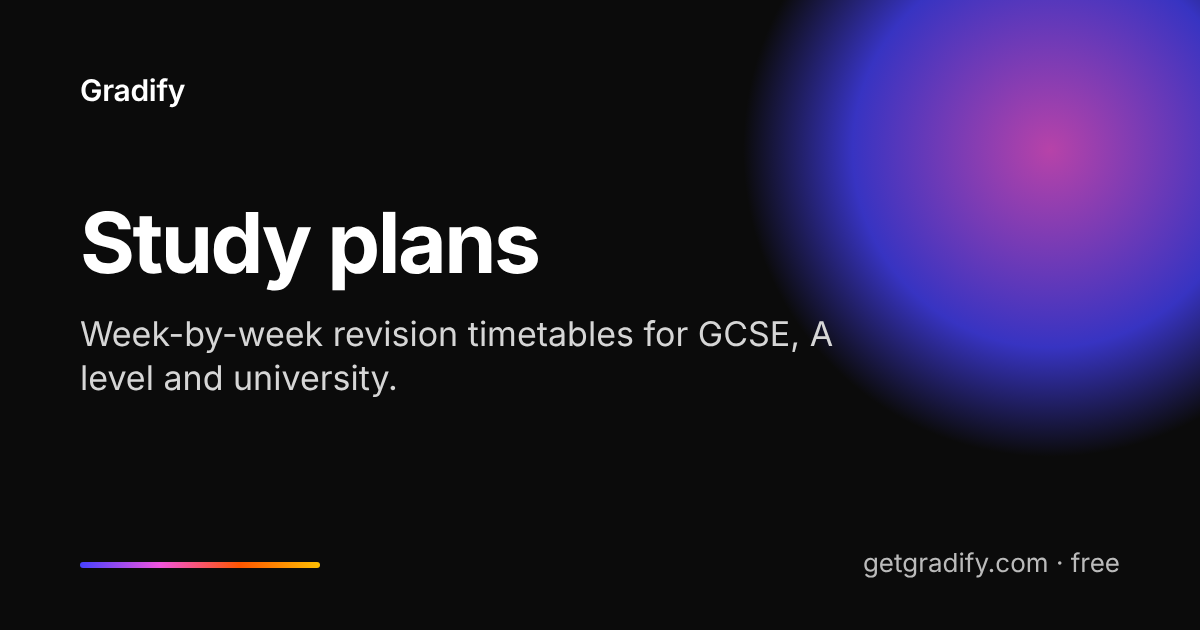 Gradify
Study plans
Week-by-week revision timetables for GCSE, A
level and university.
getgradify.com · free